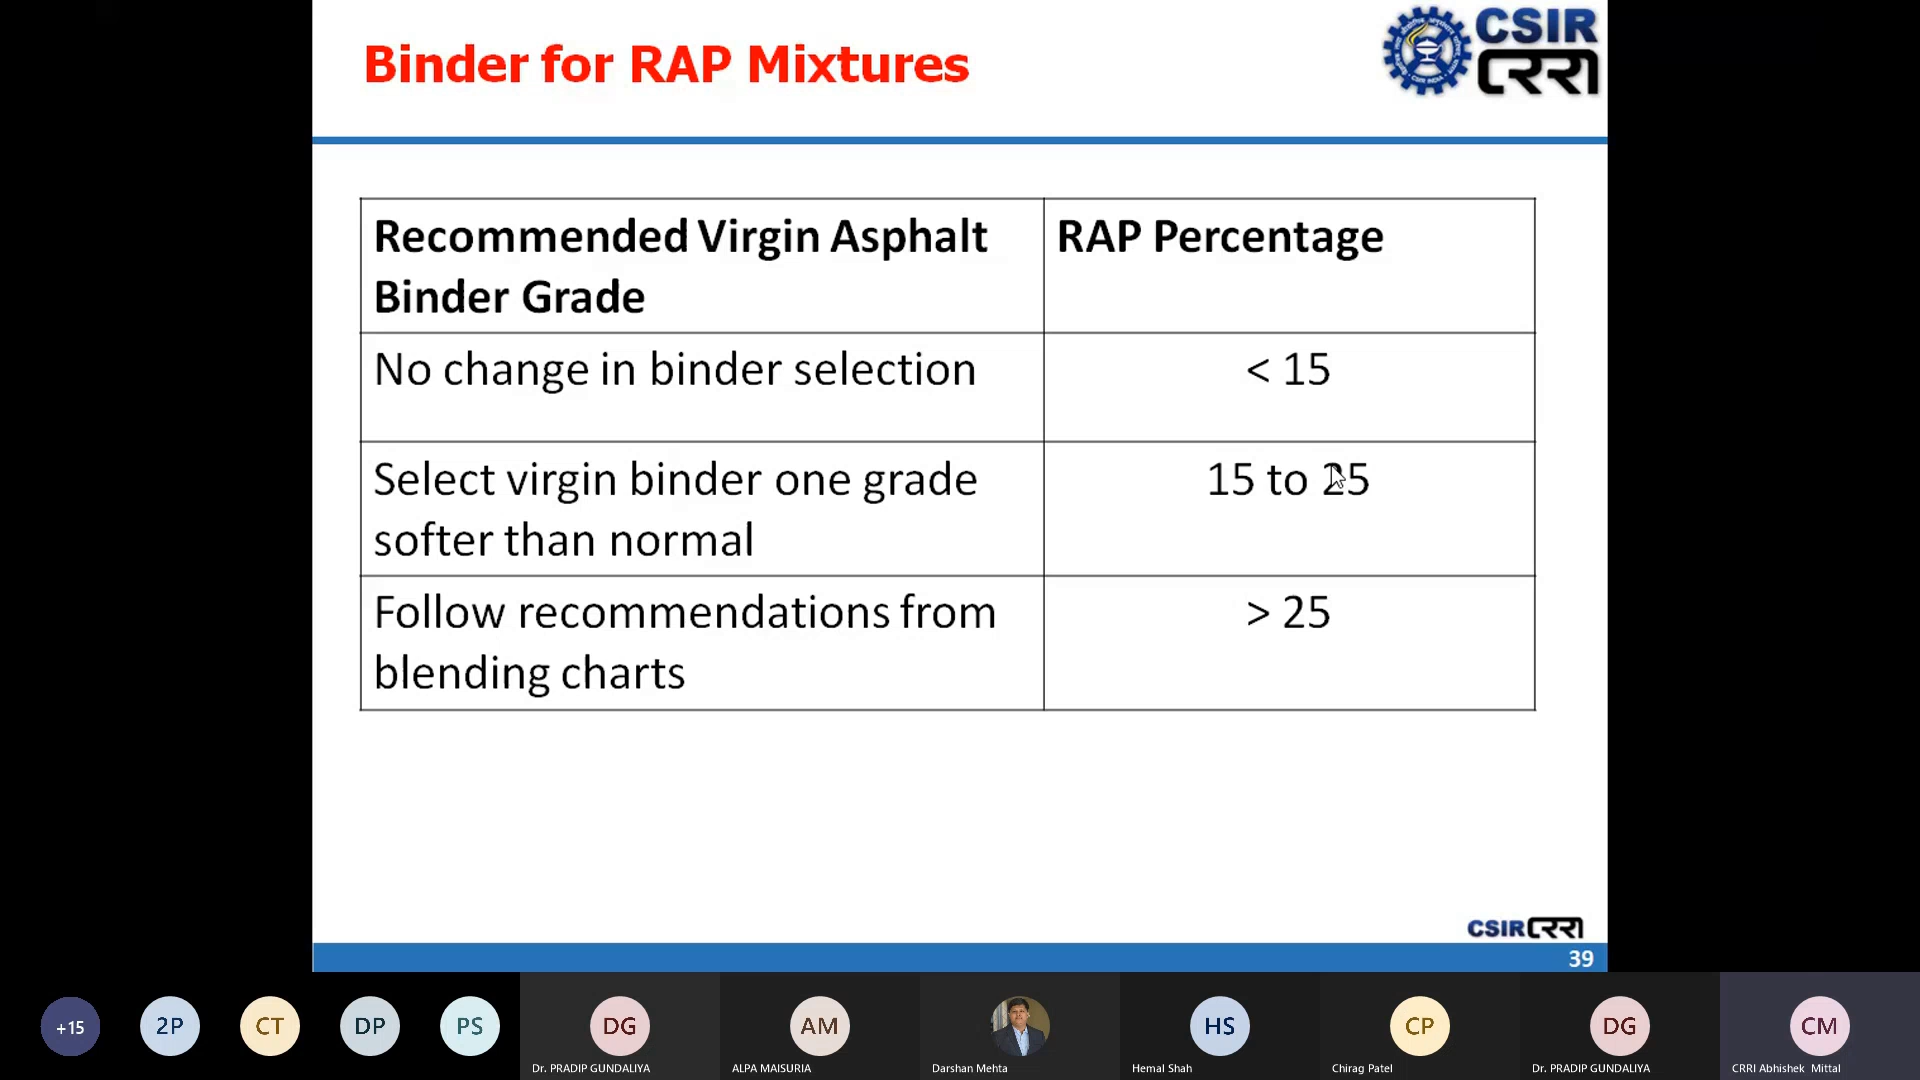 Binder for RAP Mixtures
CSIR
CRRI
Recommended Virgin Asphalt
Binder Grade
RAP Percentage
No change in binder selection
< 15
Select virgin binder one grade
softer than normal
15 to 25
Follow recommendations from
blending charts
> 25
CSIR CRRI
39
+15
2P
CT
DP
PS
DG
AM
HS
CP
DG
CM
Dr. PRADIP GUNDALIYA
ALPA MAISURIA
Darshan Mehta
Hemal Shah
Chirag Patel
Dr. PRADIP GUNDALIYA
CRRI Abhishek Mittal